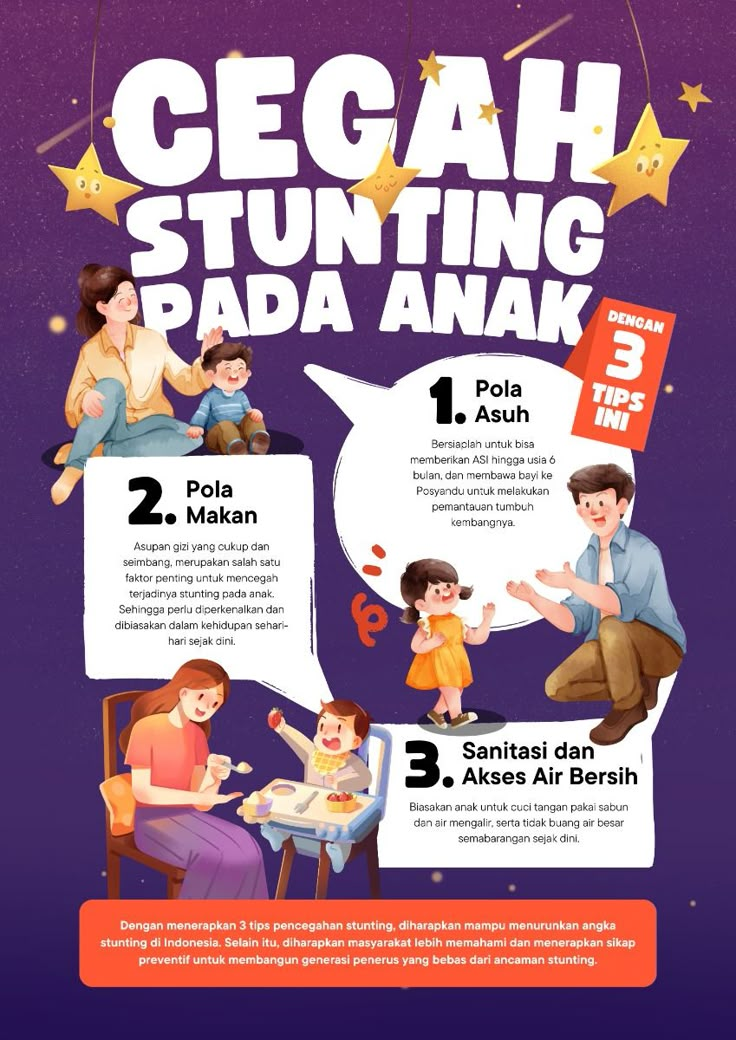 CEGAH
STUNTING
PADA ANAK
DENGAN
3
TIPS
INI
1. Pola
Asuh
Bersiaplah untuk bisa
memberikan ASI hingga usia 6
bulan, dan membawa bayi ke
Posyandu untuk melakukan
pemantauan tumbuh
kembangnya.
2. Pola
Makan
Asupan gizi yang cukup dan
seimbang, merupakan salah satu
faktor penting untuk mencegah
terjadinya stunting pada anak.
Sehingga perlu diperkenalkan dan
dibiasakan dalam kehidupan sehari-
hari sejak dini.
3. Sanitasi dan
Akses Air Bersih
Biasakan anak untuk cuci tangan pakai sabun
dan air mengalir, serta tidak buang air besar
semabarangan sejak dini.
Dengan menerapkan 3 tips pencegahan stunting, diharapkan mampu menurunkan angka
stunting di Indonesia. Selain itu, diharapkan masyarakat lebih memahami dan menerapkan sikap
preventif untuk membangun generasi penerus yang bebas dari ancaman stunting.